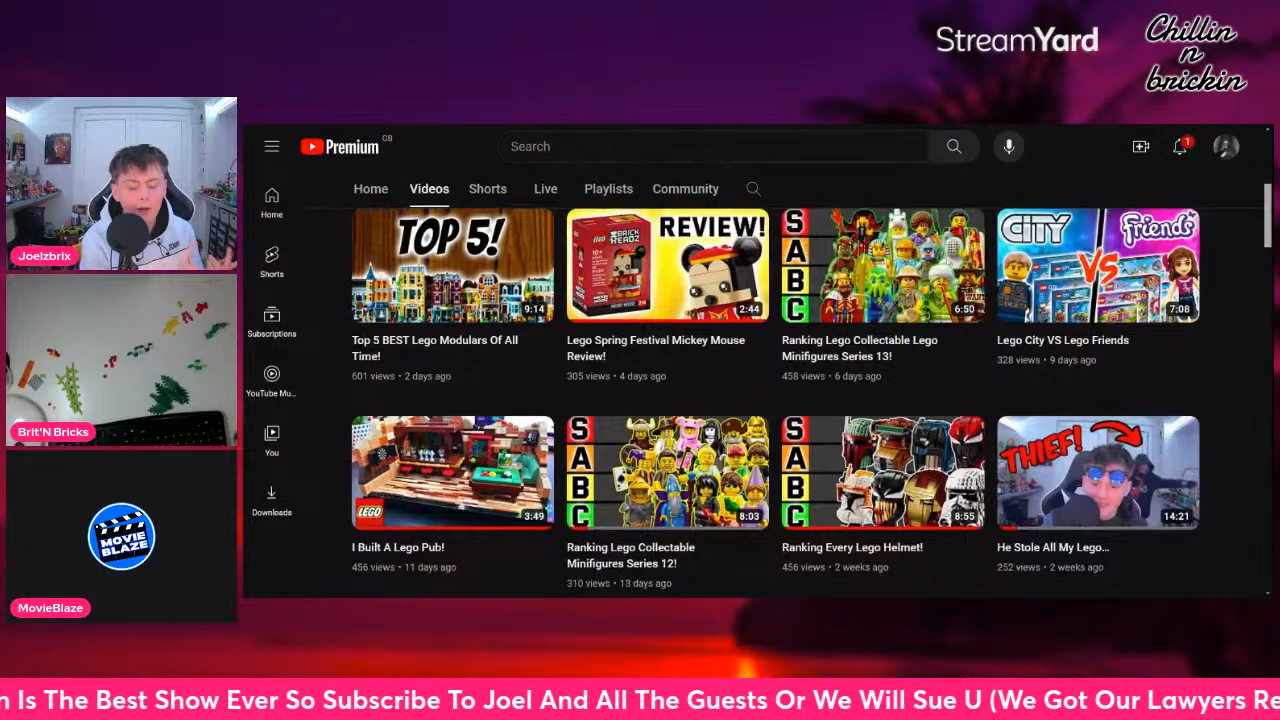 StreamYard
Chillin
n
brickin
Joelzbrix
Brit'N Bricks
MOVIE
BLAZE
MovieBlaze
Premium
GB
Search
1
Home
Videos
Shorts
Live
Playlists
Community
Home
Shorts
Subscriptions
YouTube Mu...
You
Downloads
TOP 5!
9:14
Top 5 BEST Lego Modulars Of All
Time!
601 views • 2 days ago
REVIEW!
2:44
Lego Spring Festival Mickey Mouse
Review!
305 views • 4 days ago
S
A
B
C
6:50
Ranking Lego Collectable Lego
Minifigures Series 13!
458 views • 6 days ago
CITY
VS
Friends
7:08
Lego City VS Lego Friends
328 views • 9 days ago
LEGO
3:49
I Built A Lego Pub!
456 views • 11 days ago
S
A
B
C
8:03
Ranking Lego Collectable
Minifigures Series 12!
310 views • 13 days ago
S
A
B
C
8:55
Ranking Every Lego Helmet!
456 views • 2 weeks ago
THIEF!
14:21
He Stole All My Lego...
252 views • 2 weeks ago
n Is The Best Show Ever So Subscribe To Joel And All The Guests Or We Will Sue U (We Got Our Lawyers Re